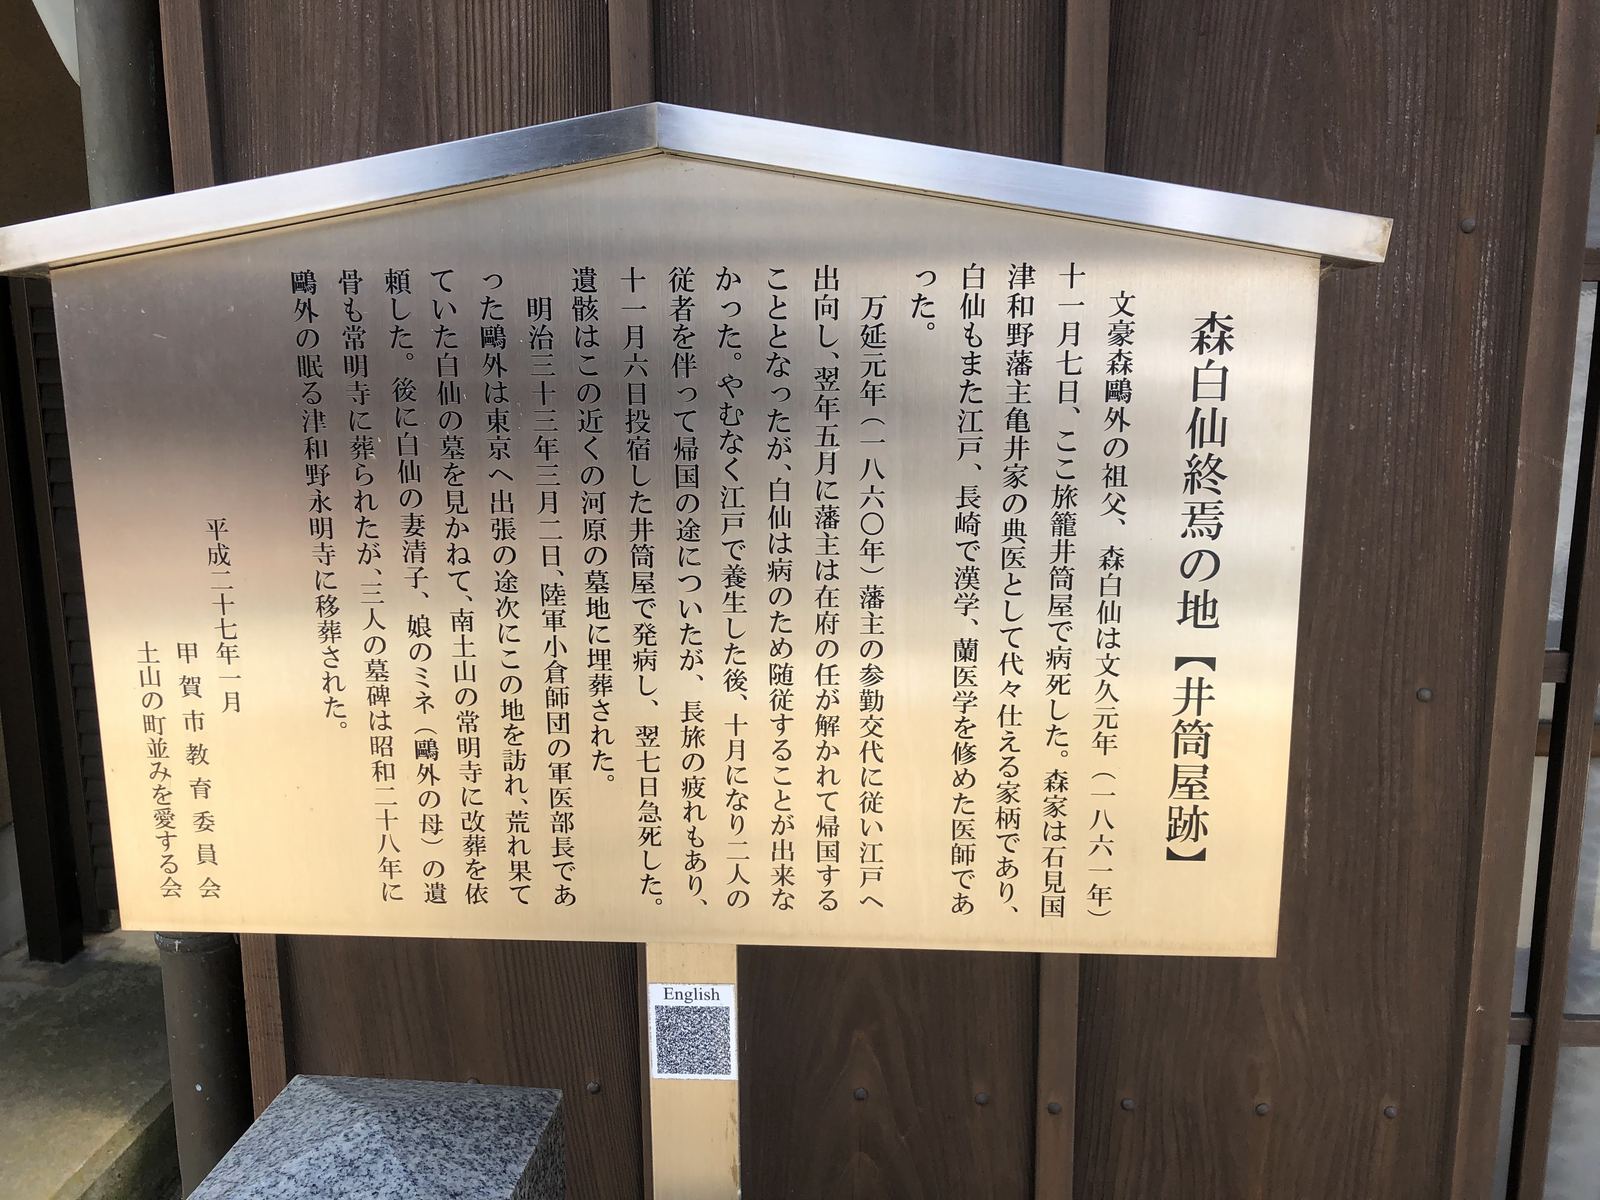 森白仙終焉の地【井筒屋跡】
文豪森鷗外の祖父、森白仙は文久元年（一八六一年）
十一月七日、ここ旅籠井筒屋で病死した。森家は石見国
津和野藩主亀井家の典医として代々仕える家柄であり、
白仙もまた江戸、長崎で漢学、蘭医学を修めた医師であ
った。
万延元年（一八六〇年）藩主の参勤交代に従い江戸へ
出向し、翌年五月に藩主は在府の任が解かれて帰国する
こととなったが、白仙は病のため随従することが出来な
かった。やむなく江戸で養生した後、十月になり二人の
従者を伴って帰国の途についたが、長旅の疲れもあり、
十一月六日投宿した井筒屋で発病し、翌七日急死した。
遺骸はこの近くの河原の墓地に埋葬された。
明治三十三年三月二日、陸軍小倉師団の軍医部長であ
った鷗外は東京へ出張の途次にこの地を訪れ、荒れ果て
ていた白仙の墓を見かねて、南土山の常明寺に改葬を依
頼した。後に白仙の妻清子、娘のミネ（鷗外の母）の遺
骨も常明寺に葬られたが、三人の墓碑は昭和二十八年に
鷗外の眠る津和野永明寺に移葬された。
平成二十七年一月
甲賀市教育委員会
土山の町並みを愛する会
English